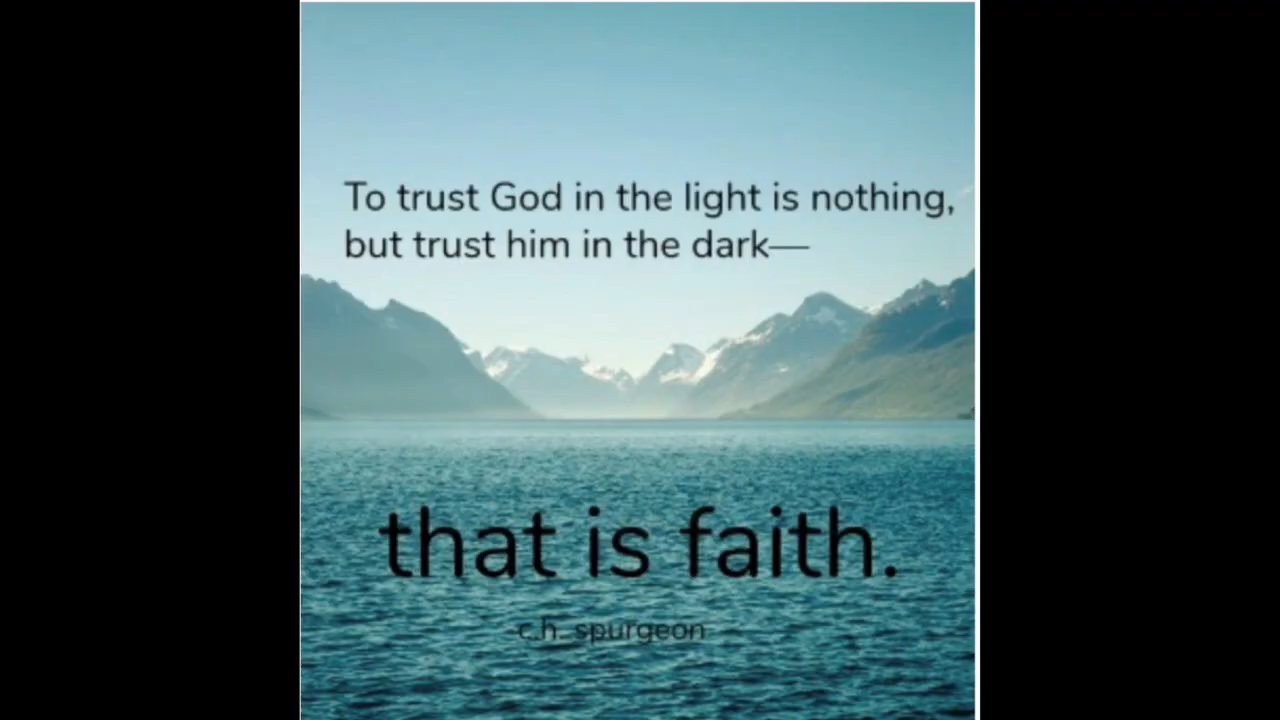 To trust God in the light is nothing,
but trust him in the dark—
that is faith.
-c.h. spurgeon